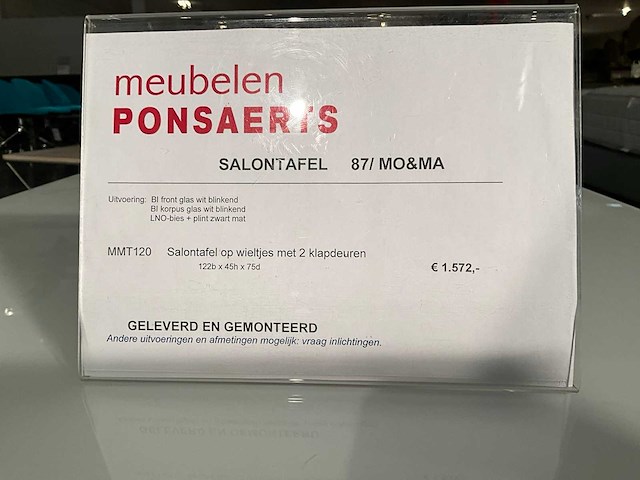 meubelen
PONSAERTS
SALONTAFEL 87/ MO&MA
Uitvoering: BI front glas wit blinkend
BI korpus glas wit blinkend
LNO-bies + plint zwart mat
MMT120 Salontafel op wieltjes met 2 klapdeuren
122b x 45h x 75d
€ 1.572,-
GELEVERD EN GEMONTEERD
Andere uitvoeringen en afmetingen mogelijk: vraag inlichtingen.